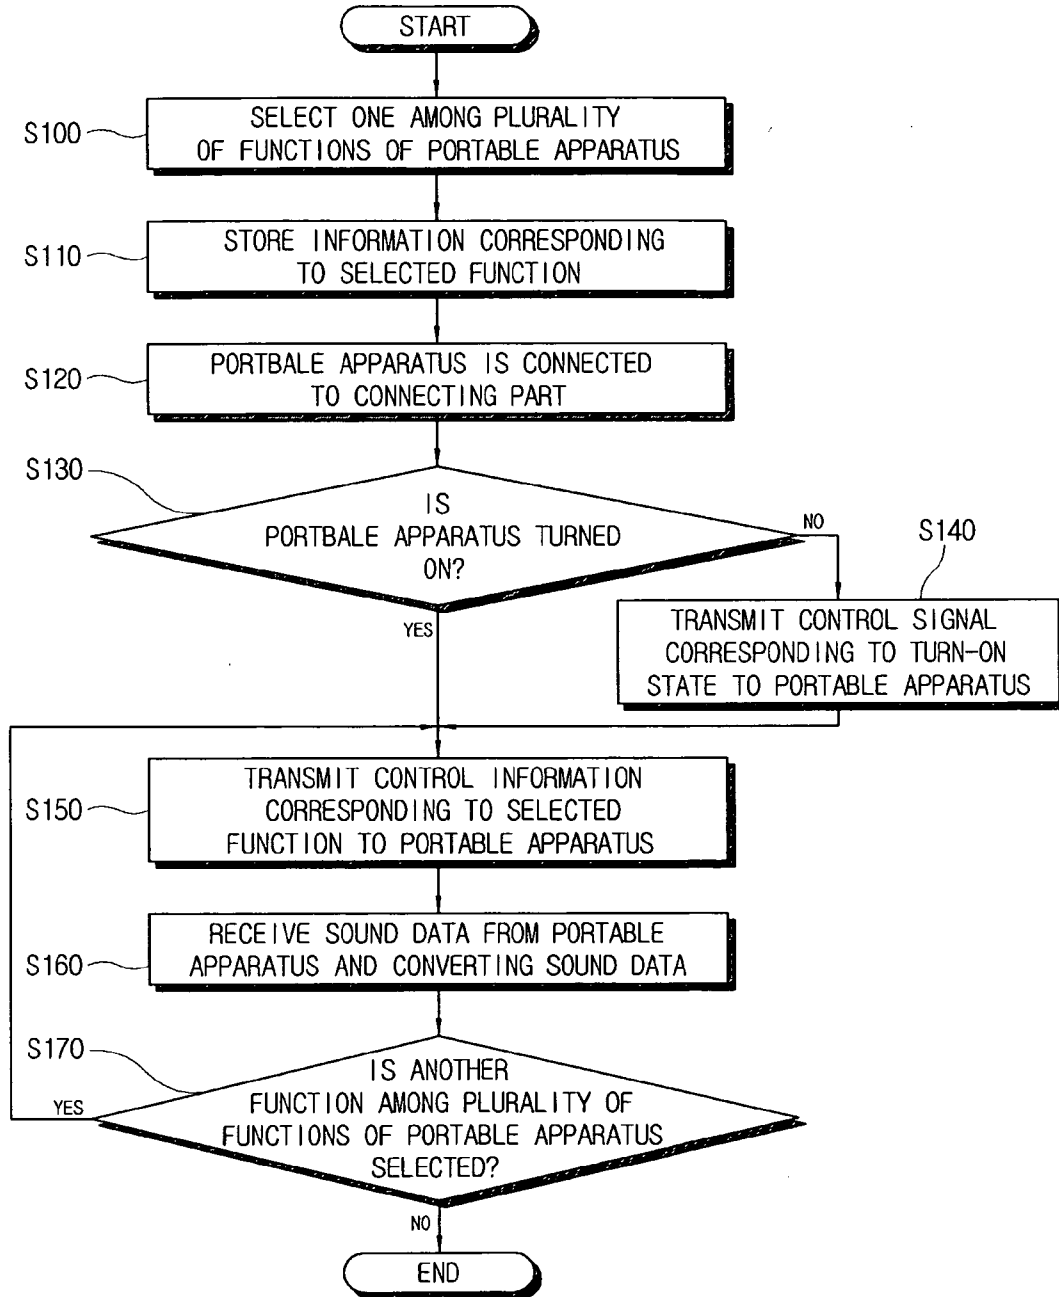 START
S100
SELECT ONE AMONG PLURALITY
OF FUNCTIONS OF PORTABLE APPARATUS
S110
STORE INFORMATION CORRESPONDING
TO SELECTED FUNCTION
S120
PORTBALE APPARATUS IS CONNECTED
TO CONNECTING PART
S130
IS
PORTBALE APPARATUS TURNED
ON?
NO
S140
YES
TRANSMIT CONTROL SIGNAL
CORRESPONDING TO TURN-ON
STATE TO PORTABLE APPARATUS
S150
TRANSMIT CONTROL INFORMATION
CORRESPONDING TO SELECTED
FUNCTION TO PORTABLE APPARATUS
S160
RECEIVE SOUND DATA FROM PORTABLE
APPARATUS AND CONVERTING SOUND DATA
S170
IS ANOTHER
FUNCTION AMONG PLURALITY OF
FUNCTIONS OF PORTABLE APPARATUS
SELECTED?
YES
NO
END